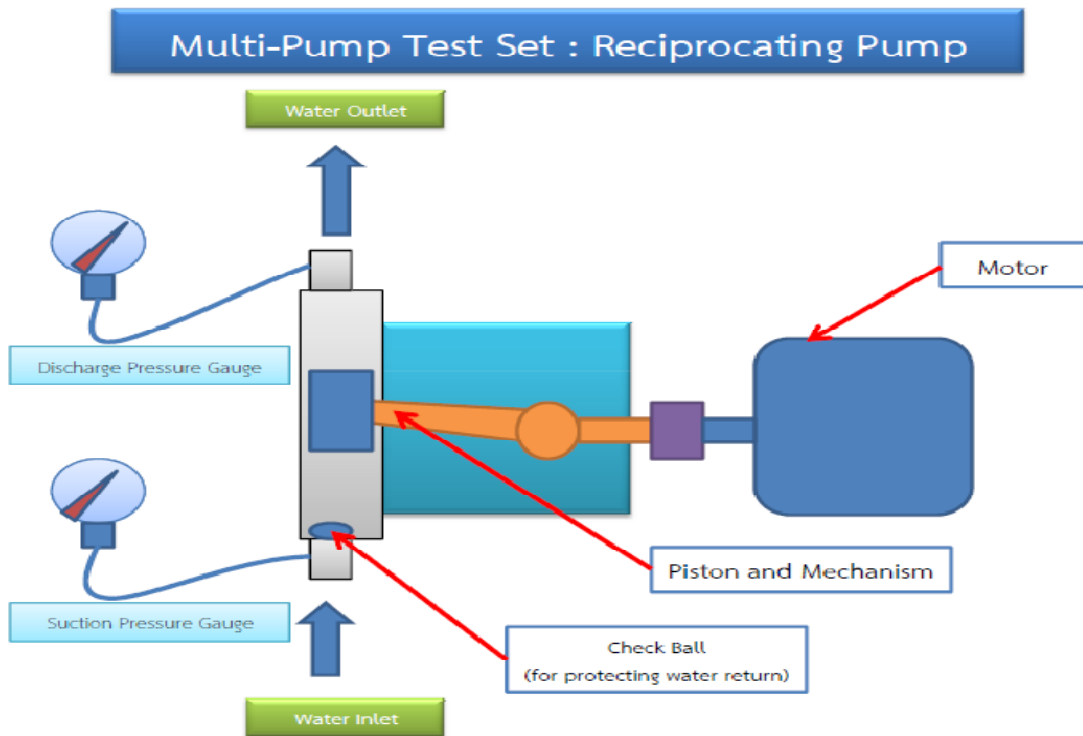 Multi-Pump Test Set : Reciprocating Pump
Water Outlet
Motor
Discharge Pressure Gauge
Piston and Mechanism
Suction Pressure Gauge
Check Ball
(for protecting water return)
Water Inlet